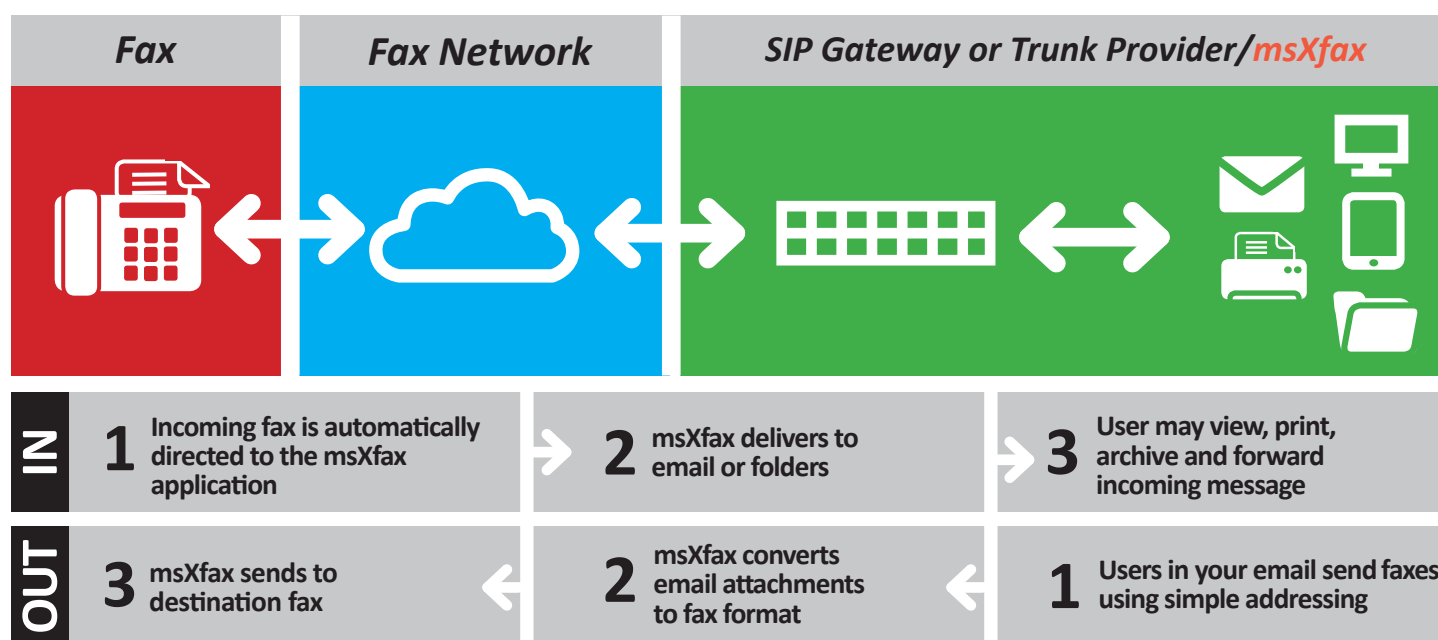 Fax
Fax Network
SIP Gateway or Trunk Provider/msXfax
IN
1
Incoming fax is automatically
directed to the msXfax
application
2
msXfax delivers to
email or folders
3
User may view, print,
archive and forward
incoming message
OUT
3
msXfax sends to
destination fax
2
msXfax converts
email attachments
to fax format
1
Users in your email send faxes
using simple addressing